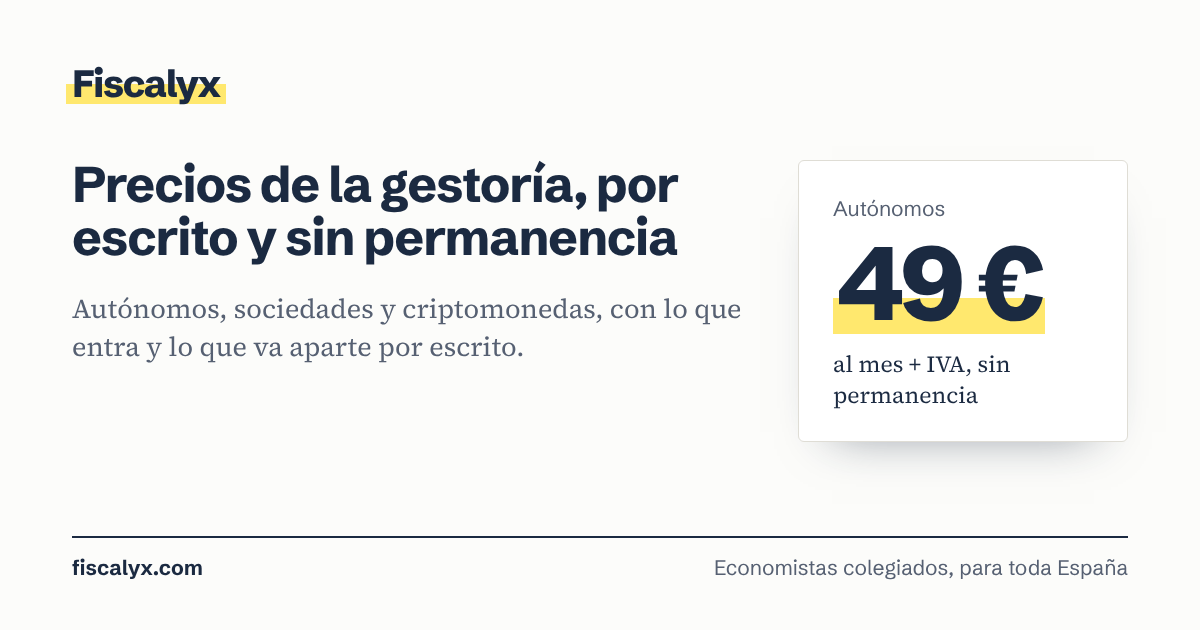 Fiscalyx
Precios de la gestoría, por
escrito y sin permanencia
Autónomos, sociedades y criptomonedas, con lo que
entra y lo que va aparte por escrito.
Autónomos
49 €
al mes + IVA, sin
permanencia
fiscalyx.com
Economistas colegiados, para toda España